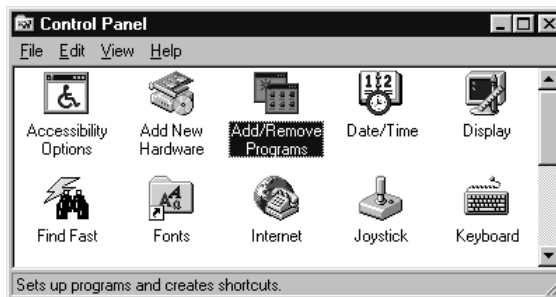 Control Panel
File Edit View Help
Accessibility Options
Add New Hardware
Add/Remove Programs
Date/Time
Display
Find Fast
Fonts
Internet
Joystick
Keyboard
Sets up programs and creates shortcuts.